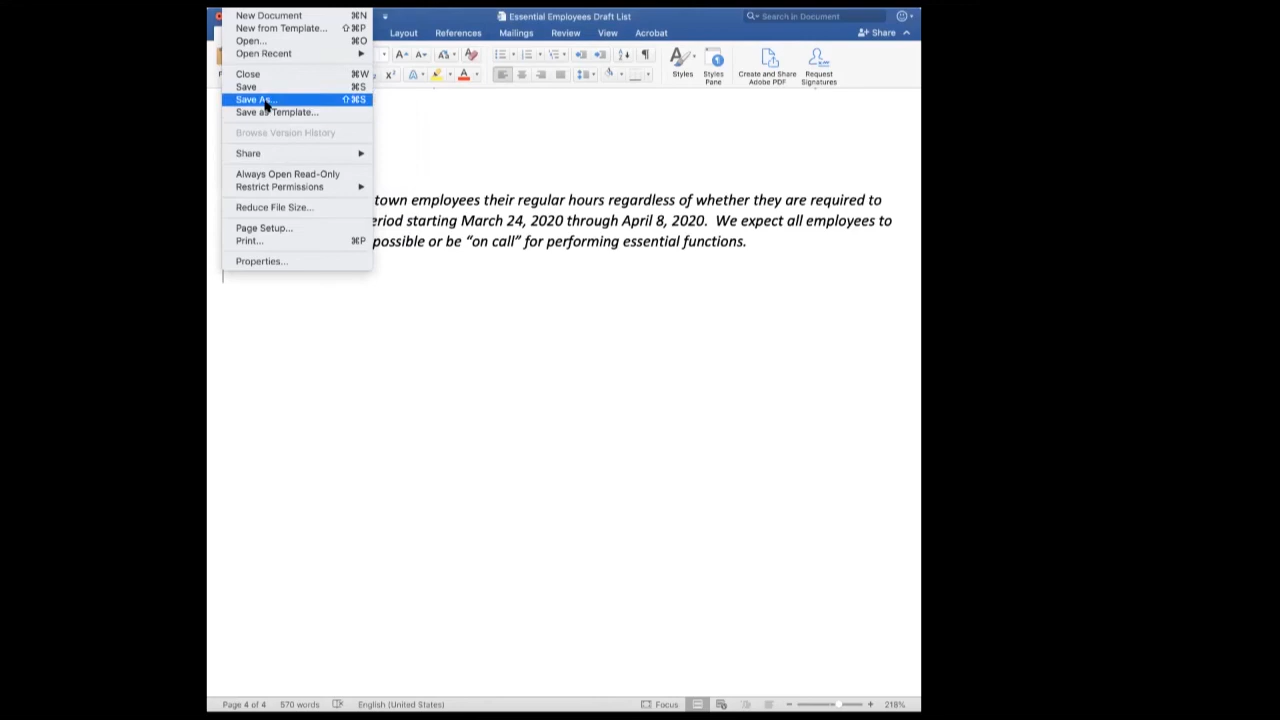 New Document ⌘N
Essential Employees Draft List
Search in Document
New from Template... ⇧⌘P
Open... ⌘O
Layout References Mailings Review View Acrobat
Share
Open Recent
Close ⌘W
Save ⌘S
Styles Styles Pane Create and Share Adobe PDF Request Signatures
Save As... ⇧⌘S
Save as Template...
Browse Version History
Share
Always Open Read-Only
Restrict Permissions
Reduce File Size...
Page Setup...
Print... ⌘P
Properties...
town employees their regular hours regardless of whether they are required to
eriod starting March 24, 2020 through April 8, 2020. We expect all employees to
possible or be “on call” for performing essential functions.
Page 4 of 4 570 words English (United States) Focus 218%